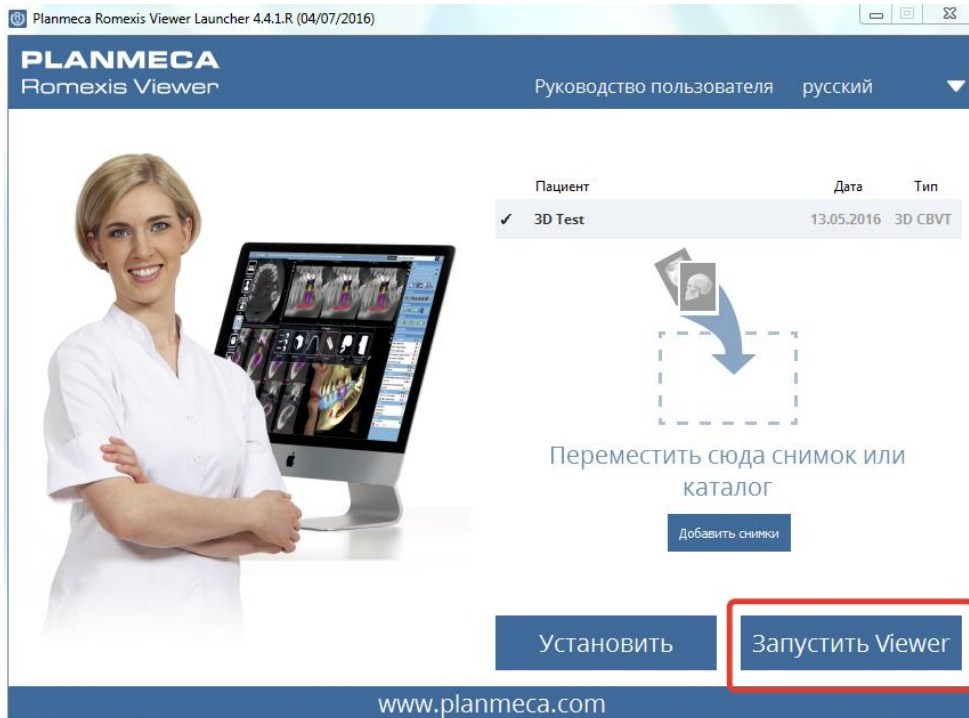 Planmeca Romexis Viewer Launcher 4.4.1.R (04/07/2016)
PLANMECA
Romexis Viewer
Руководство пользователя русский
Пациент Дата Тип
✓ 3D Test 13.05.2016 3D CBVT
Переместить сюда снимок или
каталог
Добавить снимки
Установить Запустить Viewer
www.planmeca.com